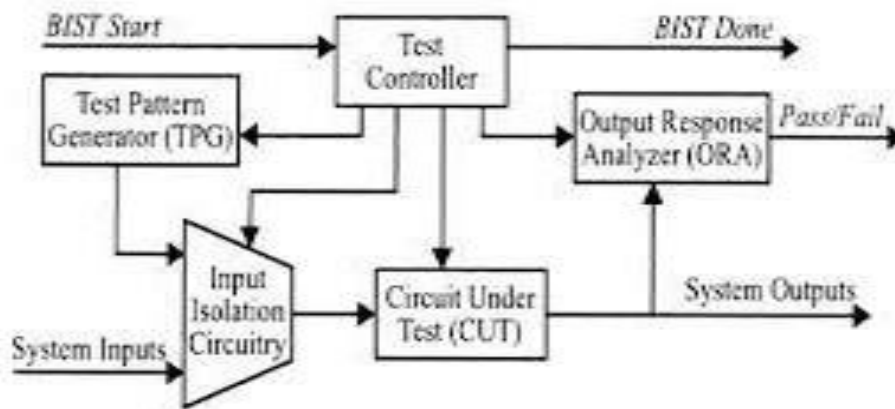 BIST Start
Test
Controller
BIST Done
Test Pattern
Generator (TPG)
Output Response
Analyzer (ORA)
Pass/Fail
Input
Isolation
Circuitry
Circuit Under
Test (CUT)
System Outputs
System Inputs